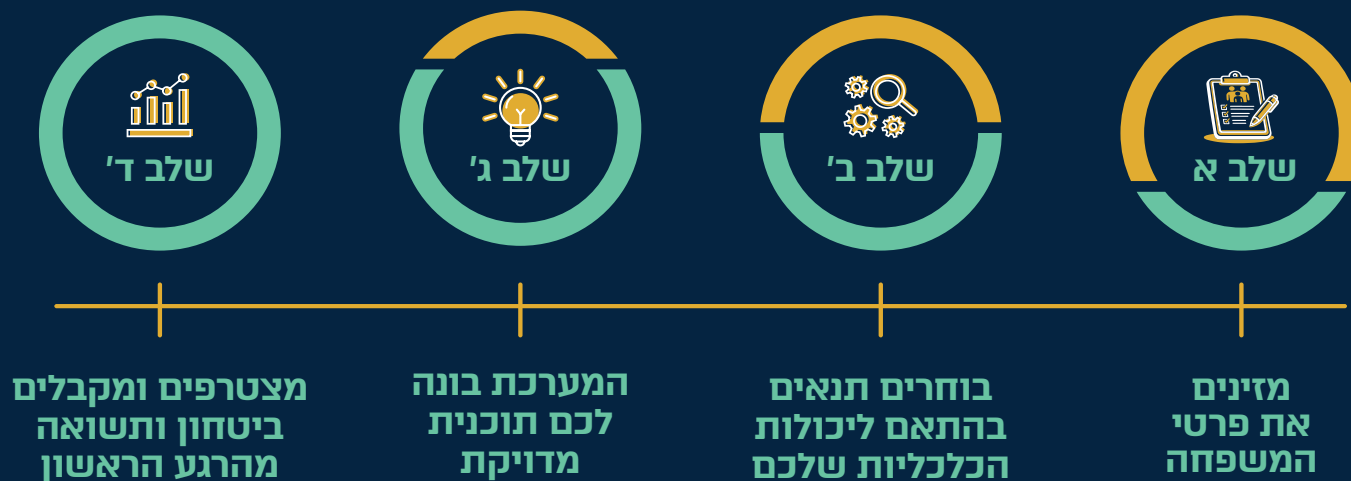 שלב א
שלב ב'
שלב ג'
שלב ד'
מזינים
את פרטי
המשפחה
בוחרים תנאים
בהתאם ליכולות
הכלכליות שלכם
המערכת בונה
לכם תוכנית
מדויקת
מצטרפים ומקבלים
ביטחון ותשואה
מהרגע הראשון